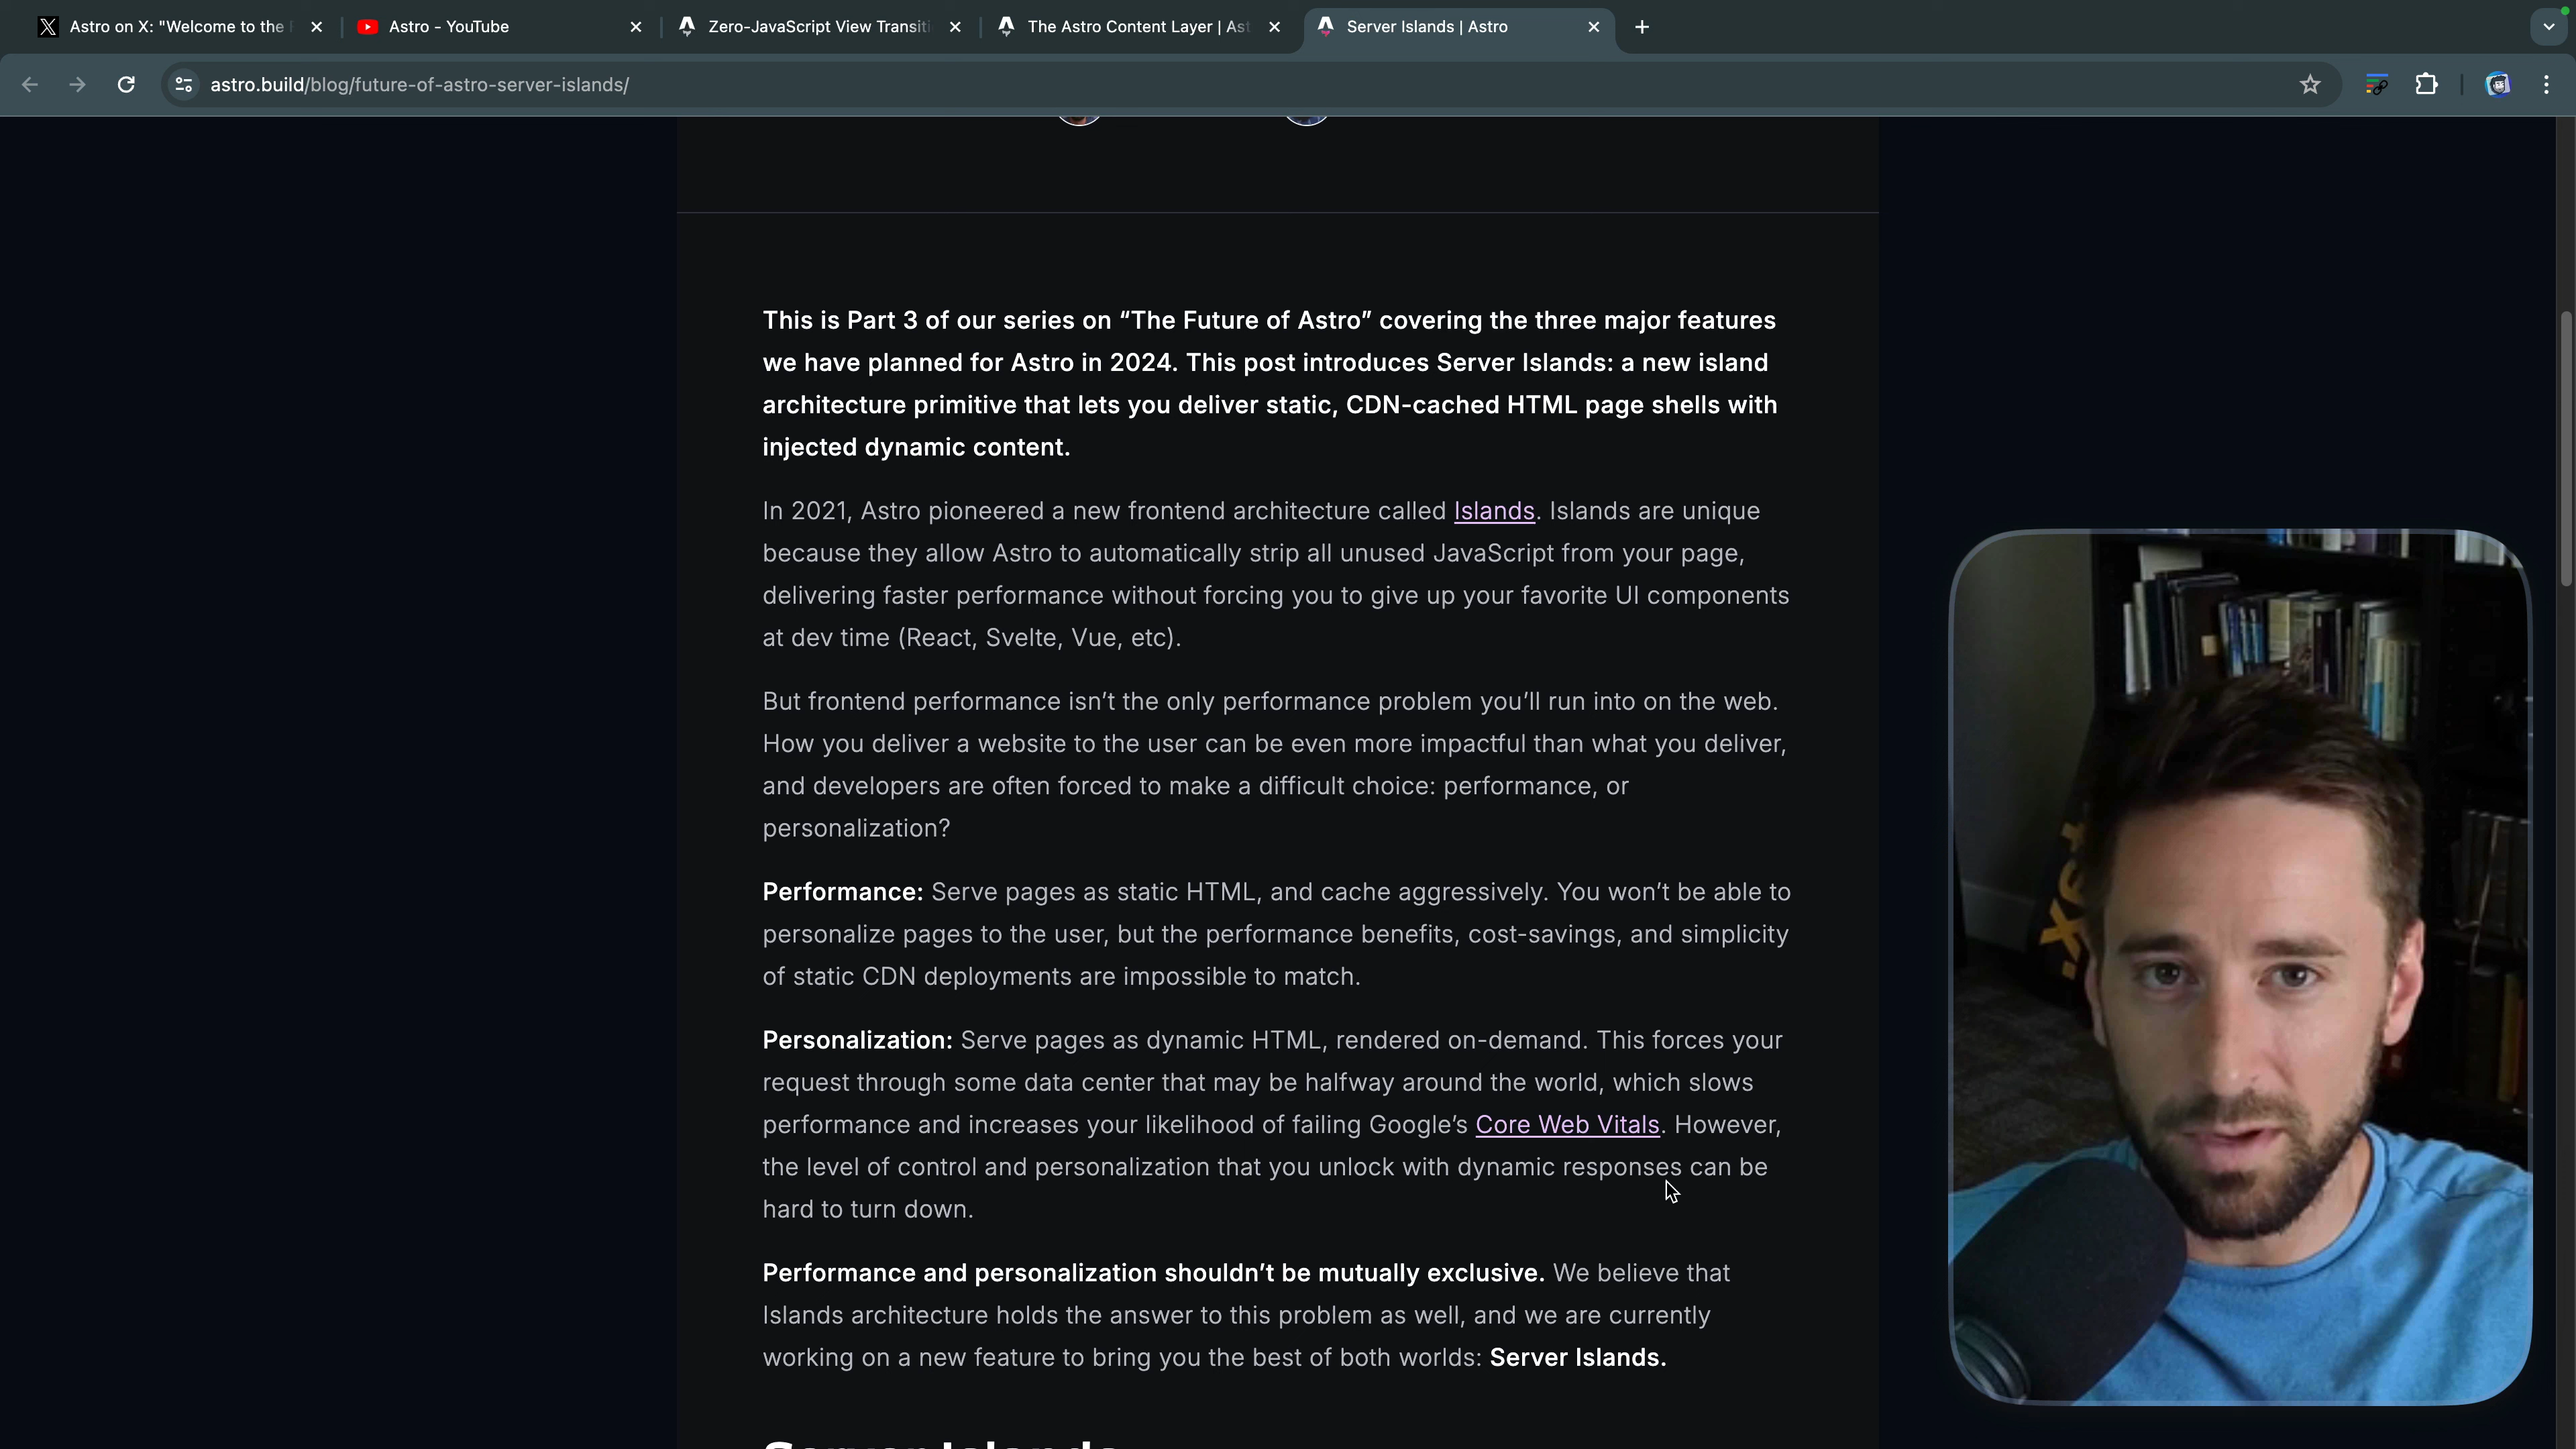 Astro on X: "Welcome to the
Astro - YouTube
Zero-JavaScript View Transiti
The Astro Content Layer | Ast
Server Islands | Astro
astro.build/blog/future-of-astro-server-islands/
This is Part 3 of our series on “The Future of Astro” covering the three major features
we have planned for Astro in 2024. This post introduces Server Islands: a new island
architecture primitive that lets you deliver static, CDN-cached HTML page shells with
injected dynamic content.
In 2021, Astro pioneered a new frontend architecture called Islands. Islands are unique
because they allow Astro to automatically strip all unused JavaScript from your page,
delivering faster performance without forcing you to give up your favorite UI components
at dev time (React, Svelte, Vue, etc).
But frontend performance isn’t the only performance problem you’ll run into on the web.
How you deliver a website to the user can be even more impactful than what you deliver,
and developers are often forced to make a difficult choice: performance, or
personalization?
Performance: Serve pages as static HTML, and cache aggressively. You won’t be able to
personalize pages to the user, but the performance benefits, cost-savings, and simplicity
of static CDN deployments are impossible to match.
Personalization: Serve pages as dynamic HTML, rendered on-demand. This forces your
request through some data center that may be halfway around the world, which slows
performance and increases your likelihood of failing Google’s Core Web Vitals. However,
the level of control and personalization that you unlock with dynamic responses can be
hard to turn down.
Performance and personalization shouldn’t be mutually exclusive. We believe that
Islands architecture holds the answer to this problem as well, and we are currently
working on a new feature to bring you the best of both worlds: Server Islands.
Server Islands